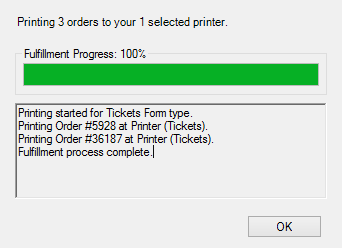 Printing 3 orders to your 1 selected printer.
Fulfillment Progress: 100%
Printing started for Tickets Form type.
Printing Order #5928 at Printer (Tickets).
Printing Order #36187 at Printer (Tickets).
Fulfillment process complete.
OK